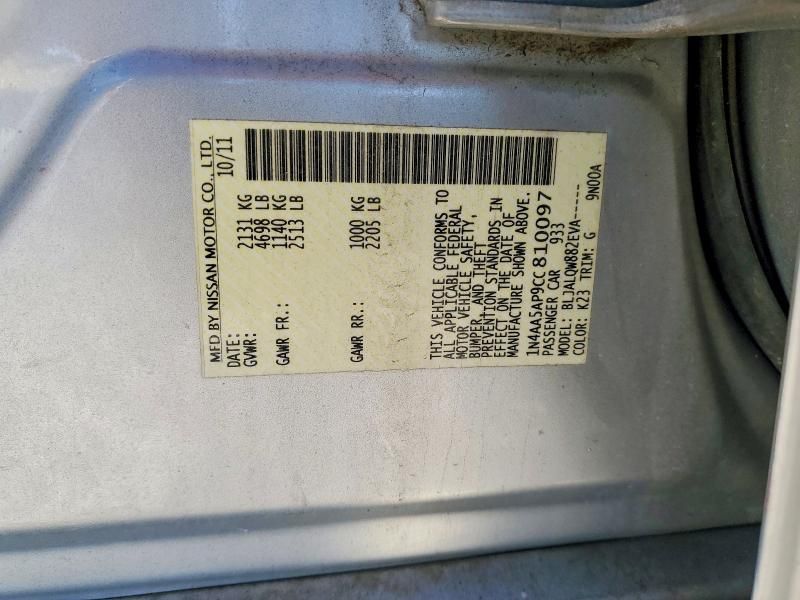 MFD BY NISSAN MOTOR CO., LTD.
DATE: 10/11
GVWR: 2131 KG
4698 LB
GAWR FR.: 1140 KG
2513 LB
GAWR RR.: 1000 KG
2205 LB
THIS VEHICLE CONFORMS TO
ALL APPLICABLE FEDERAL
MOTOR VEHICLE SAFETY,
BUMPER, AND THEFT
PREVENTION STANDARDS IN
EFFECT ON THE DATE OF
MANUFACTURE SHOWN ABOVE.
1N4AA5AP9CC810097
PASSENGER CAR 933
MODEL: BLJALQW882EVA-----
COLOR: K23 TRIM: G 9N00A